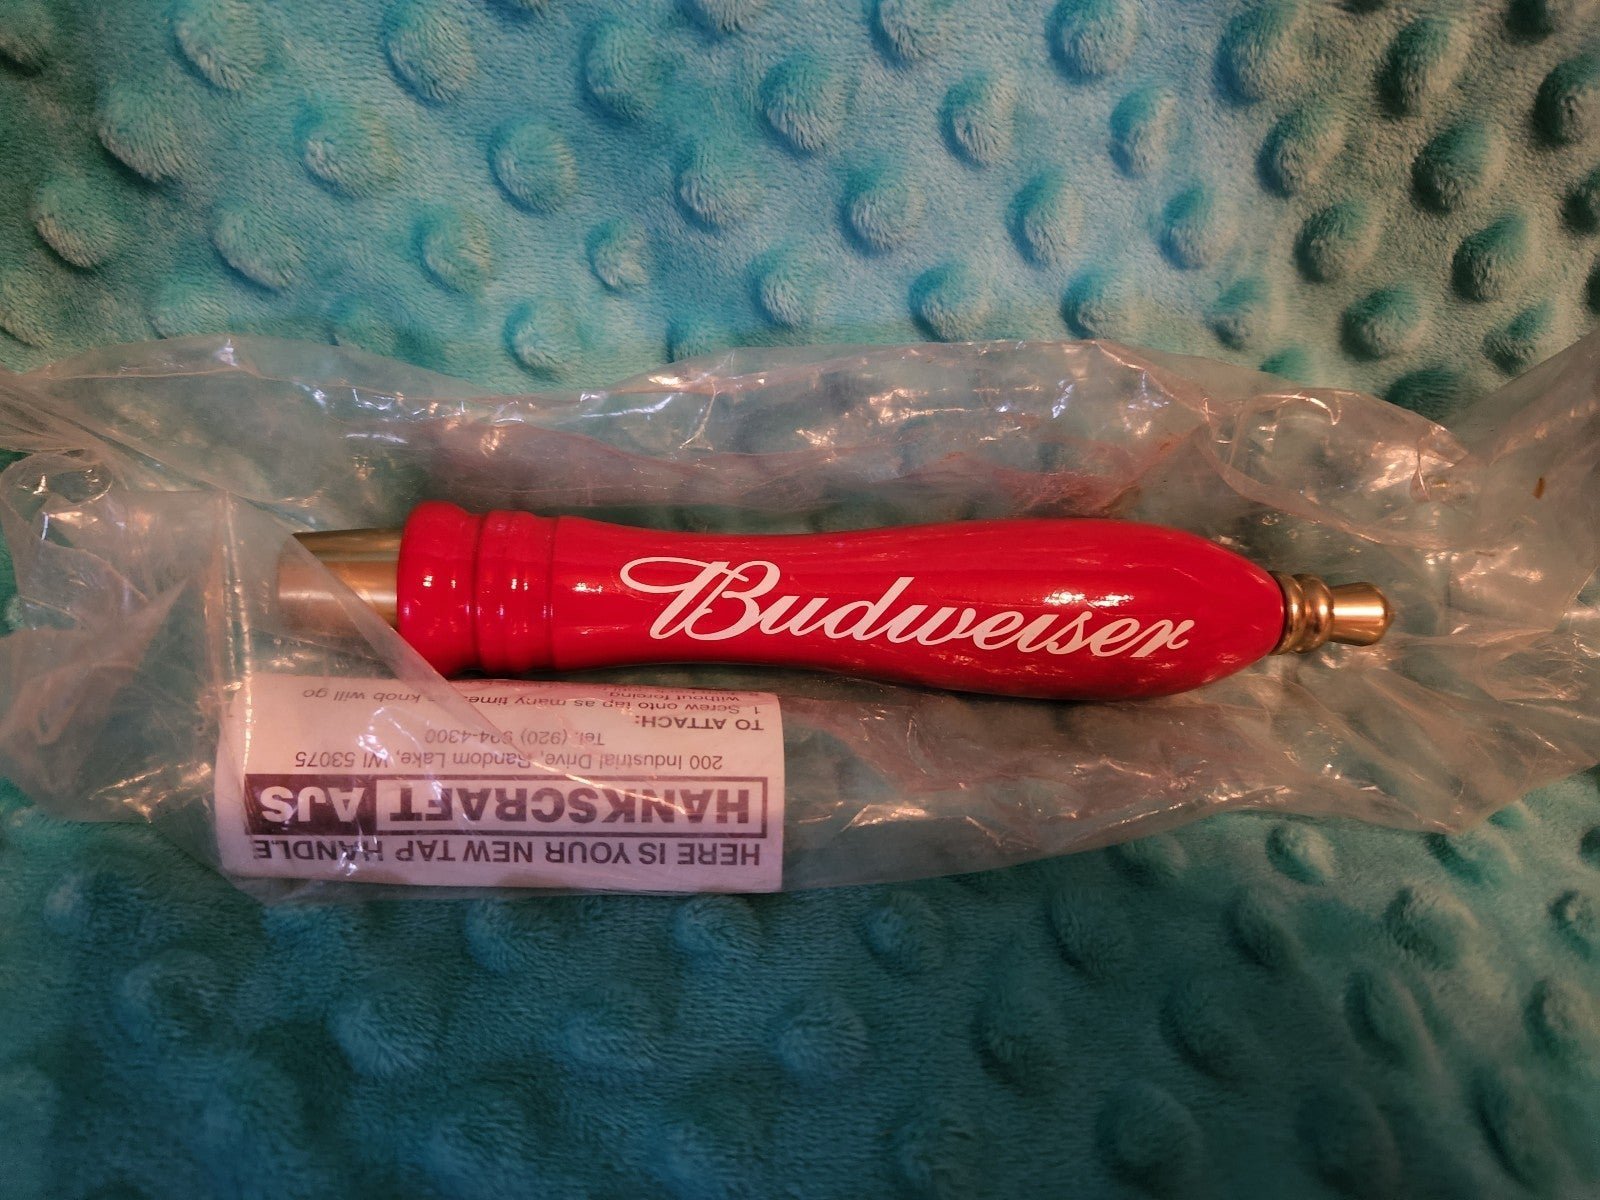 Budweiser
HERE IS YOUR NEW TAP HANDLE
HANKSCRAFT AJS
200 Industrial Drive, Random Lake, WI 53075
Tel. (920) 994-4300
TO ATTACH:
1. Screw onto tap as many times knob will go
without forcing.